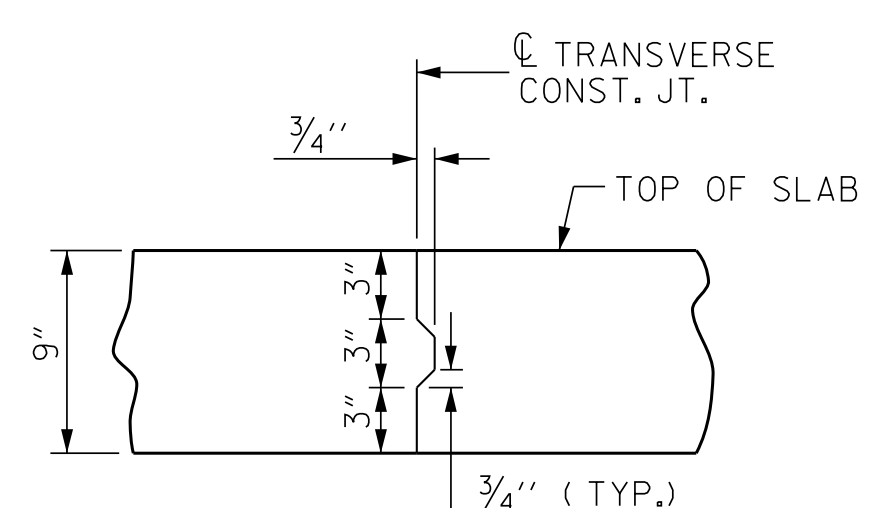 ℄ TRANSVERSE
CONST. JT.
3/4''
TOP OF SLAB
3"
9"
3"
3"
3/4'' ( TYP.)